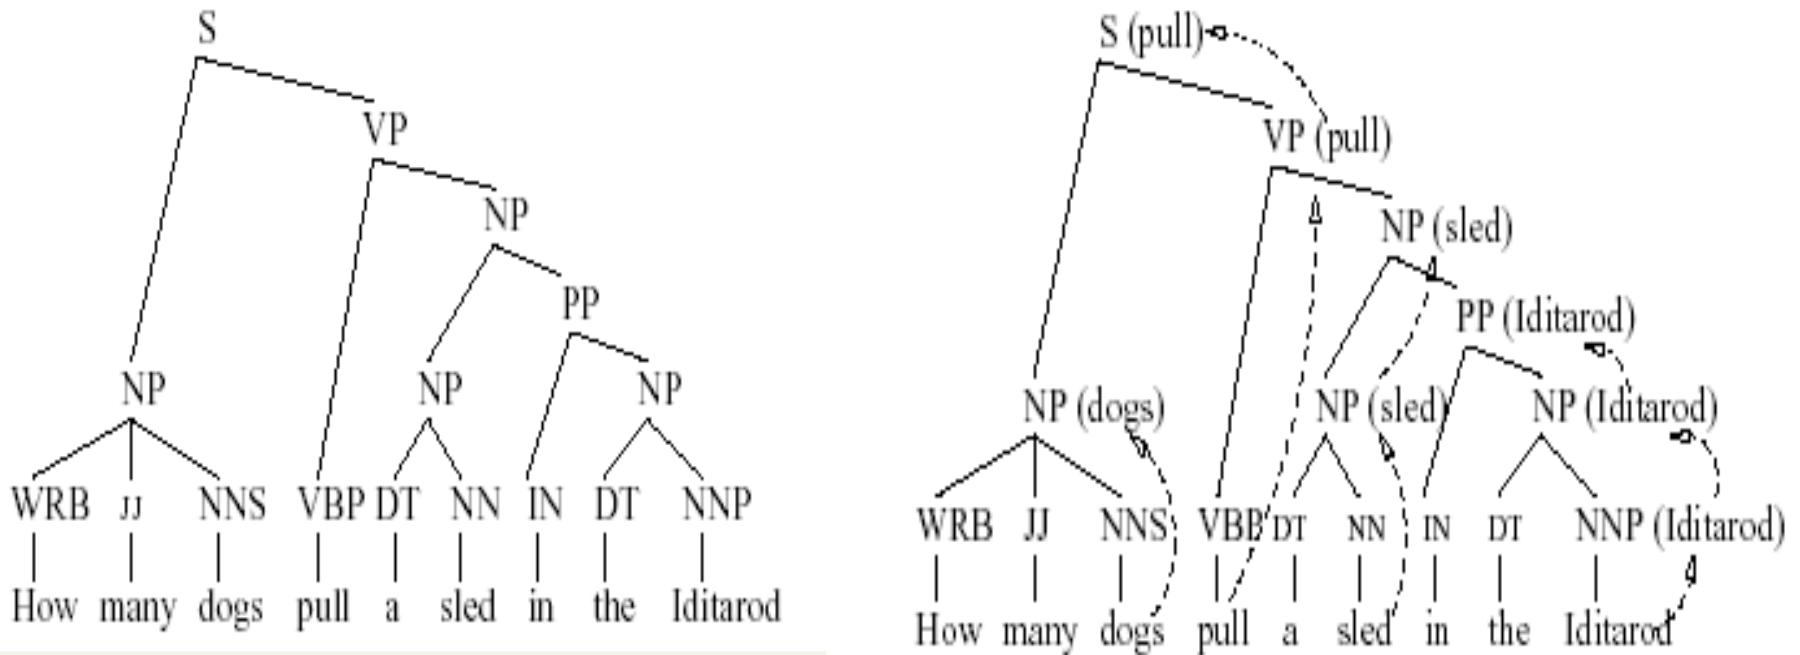 S
VP
NP
PP
NP NP NP
WRB JJ NNS VBP DT NN IN DT NNP
How many dogs pull a sled in the Iditarod
S (pull)
VP (pull)
NP (sled)
PP (Iditarod)
NP (dogs) NP (sled) NP (Iditarod)
WRB JJ NNS VBP DT NN IN DT NNP (Iditarod)
How many dogs pull a sled in the Iditarod